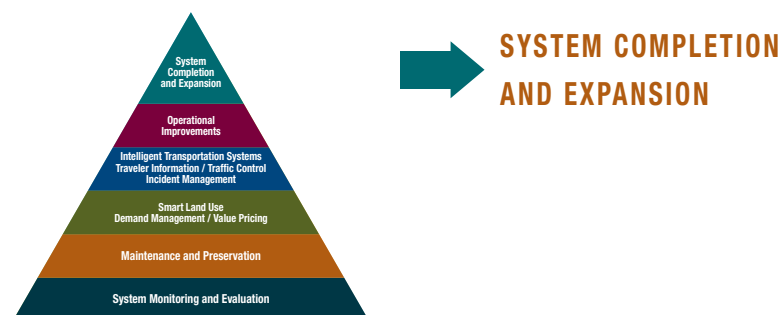 System
Completion
and Expansion
Operational
Improvements
Intelligent Transportation Systems
Traveler Information / Traffic Control
Incident Management
Smart Land Use
Demand Management / Value Pricing
Maintenance and Preservation
System Monitoring and Evaluation
SYSTEM COMPLETION
AND EXPANSION